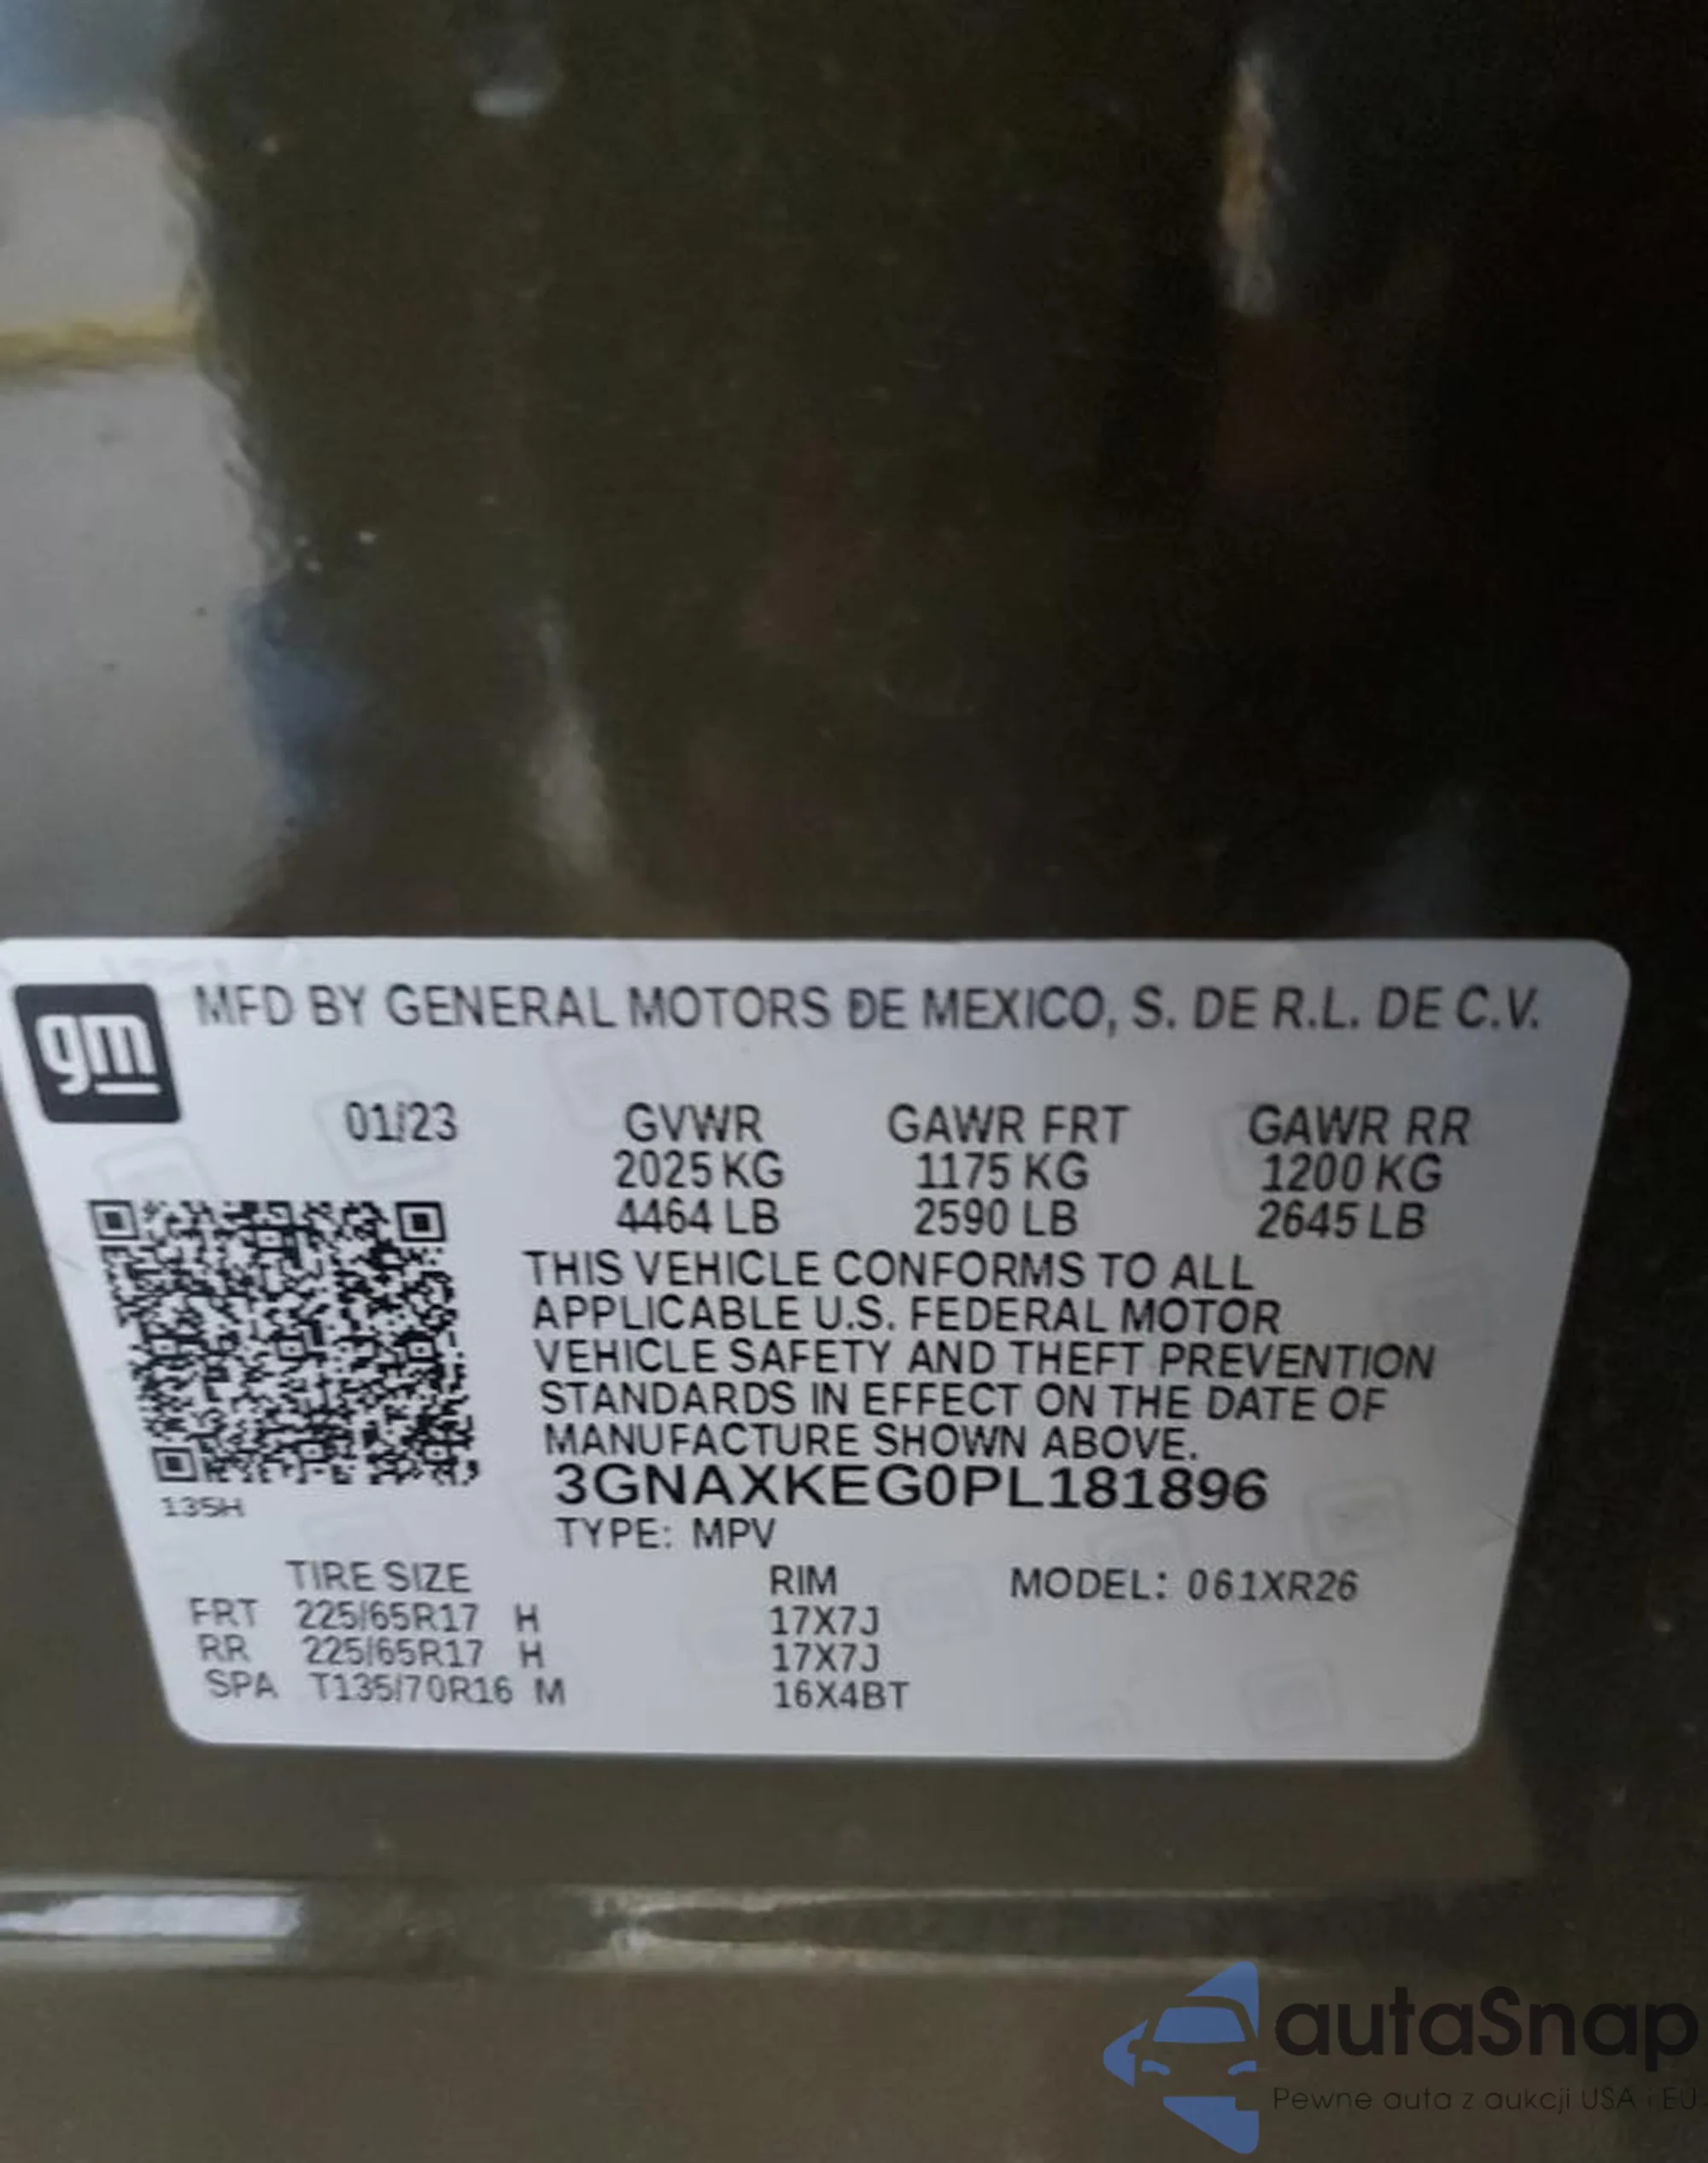 gm
MFD BY GENERAL MOTORS DE MEXICO, S. DE R.L. DE C.V.
01/23 GVWR GAWR FRT GAWR RR
2025 KG 1175 KG 1200 KG
4464 LB 2590 LB 2645 LB
THIS VEHICLE CONFORMS TO ALL
APPLICABLE U.S. FEDERAL MOTOR
VEHICLE SAFETY AND THEFT PREVENTION
STANDARDS IN EFFECT ON THE DATE OF
MANUFACTURE SHOWN ABOVE.
3GNAXKEG0PL181896
135H
TYPE: MPV
TIRE SIZE RIM MODEL: 061XR26
FRT 225/65R17 H 17X7J
RR 225/65R17 H 17X7J
SPA T135/70R16 M 16X4BT
autaSnap
Pewne auta z aukcji USA i EU